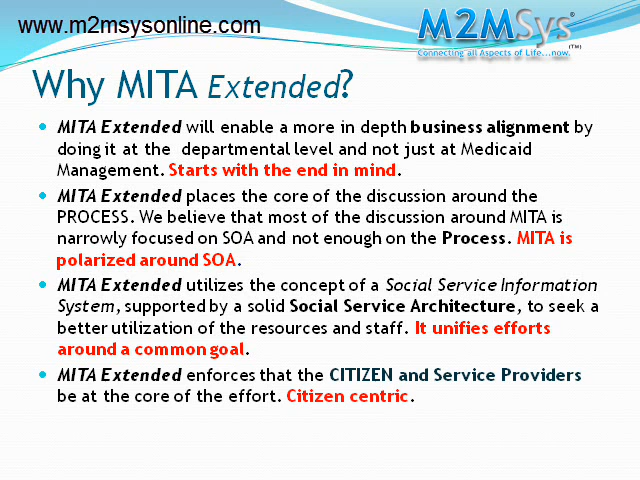 www.m2msysonline.com
M2MSys®
Connecting all Aspects of Life...now.
(TM)
Why MITA Extended?
• MITA Extended will enable a more in depth business alignment by
doing it at the departmental level and not just at Medicaid
Management. Starts with the end in mind.
• MITA Extended places the core of the discussion around the
PROCESS. We believe that most of the discussion around MITA is
narrowly focused on SOA and not enough on the Process. MITA is
polarized around SOA.
• MITA Extended utilizes the concept of a Social Service Information
System, supported by a solid Social Service Architecture, to seek a
better utilization of the resources and staff. It unifies efforts
around a common goal.
• MITA Extended enforces that the CITIZEN and Service Providers
be at the core of the effort. Citizen centric.